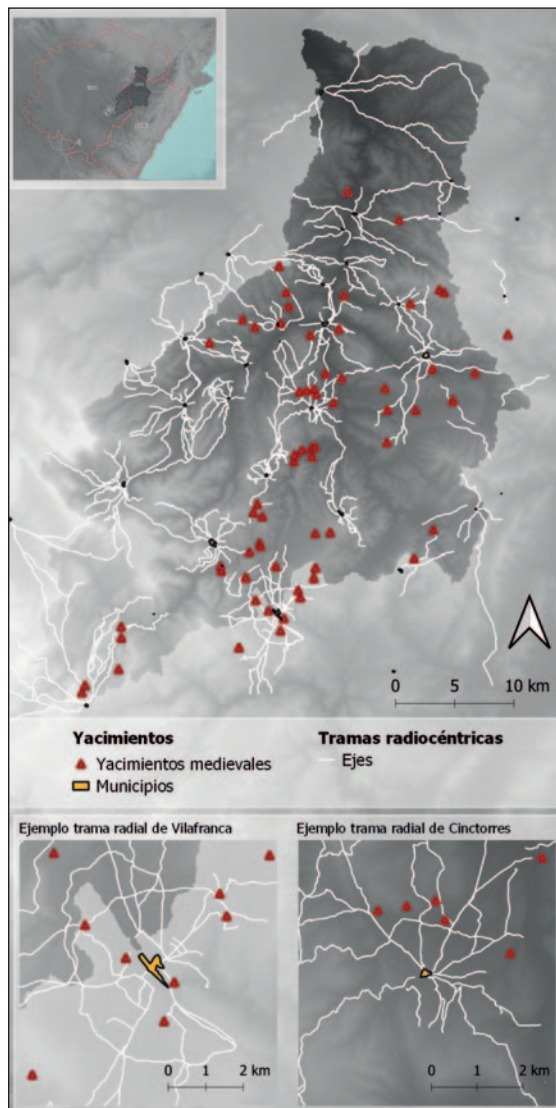 0 5 10 km
Yacimientos
Yacimientos medievales
Municipios
Tramas radiocéntricas
Ejes
Ejemplo trama radial de Vilafranca
Ejemplo trama radial de Cinctorres
0 1 2 km
0 1 2 km